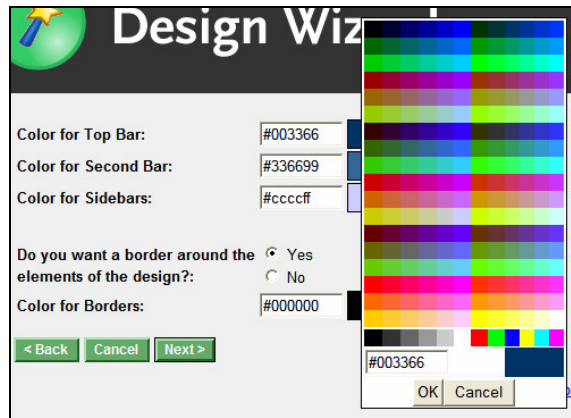 Design Wiz
Color for Top Bar: #003366
Color for Second Bar: #336699
Color for Sidebars: #ccccff
Do you want a border around the Yes
elements of the design?: No
Color for Borders: #000000
< Back Cancel Next >
#003366
OK Cancel